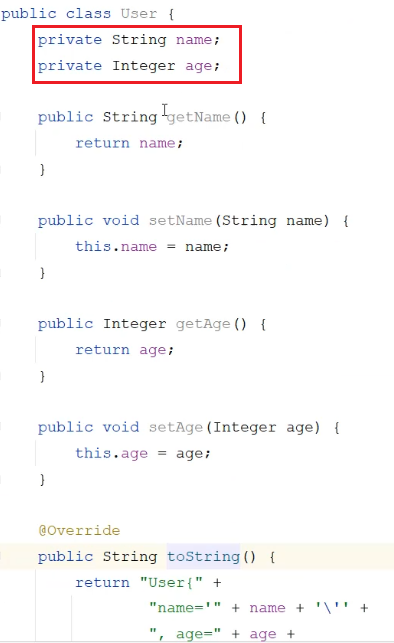 public class User {
private String name;
private Integer age;
public String getName() {
return name;
}
public void setName(String name) {
this.name = name;
}
public Integer getAge() {
return age;
}
public void setAge(Integer age) {
this.age = age;
}
@Override
public String toString() {
return "User{" +
"name='" + name + '\'' +
", age=" + age +